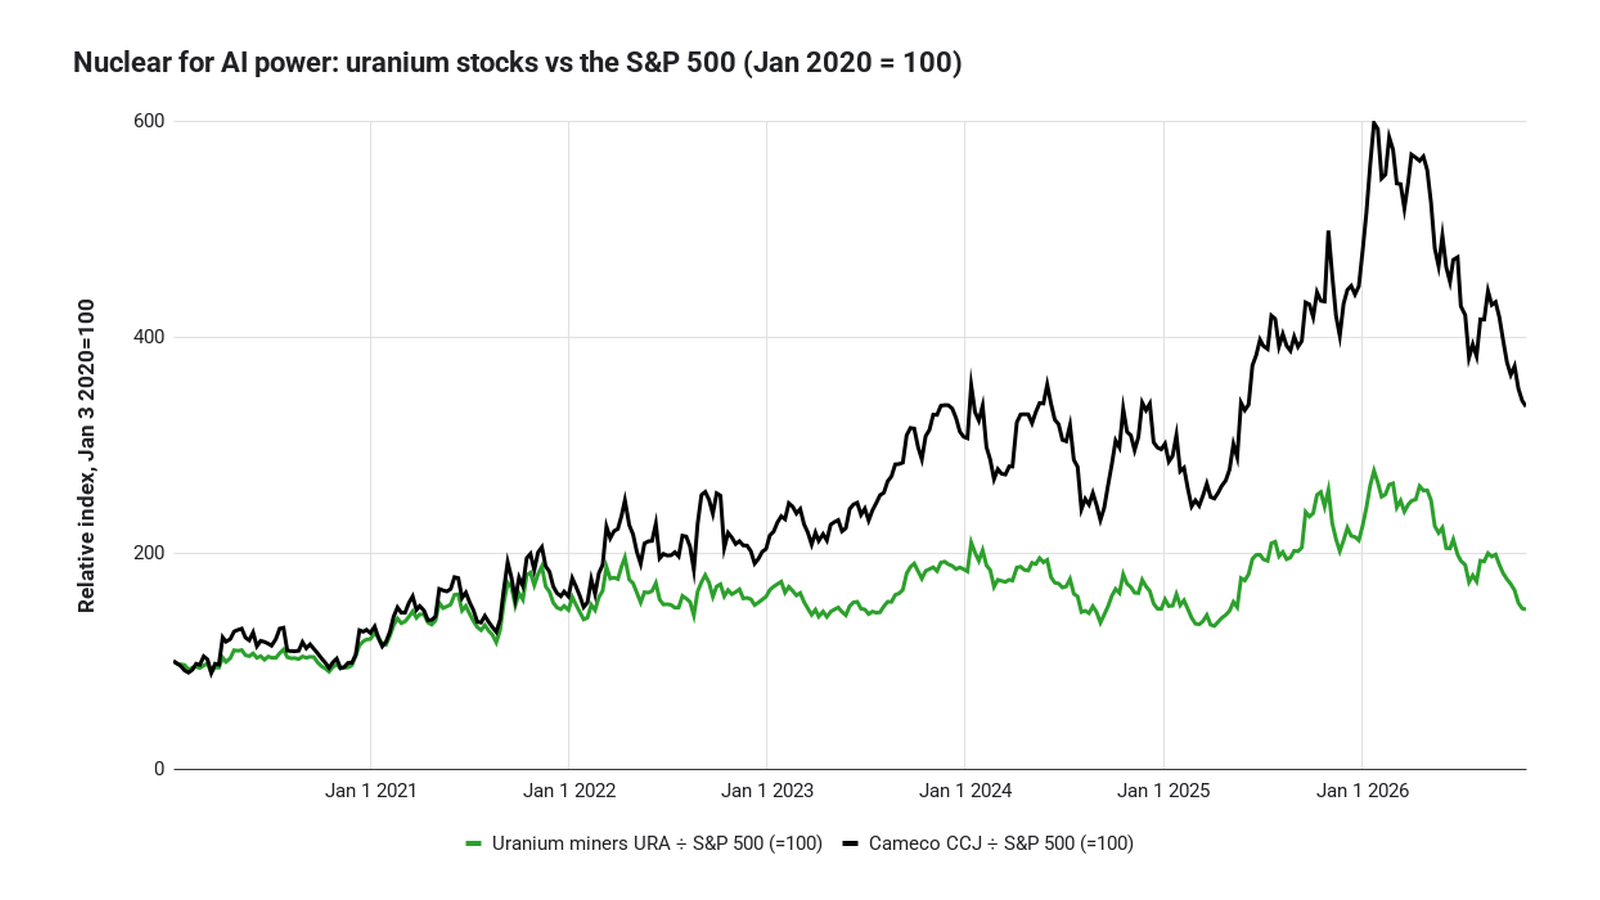 Nuclear for AI power: uranium stocks vs the S&P 500 (Jan 2020 = 100)
Relative index, Jan 3 2020=100
600
400
200
0
Jan 1 2021
Jan 1 2022
Jan 1 2023
Jan 1 2024
Jan 1 2025
Jan 1 2026
Uranium miners URA ÷ S&P 500 (=100)
Cameco CCJ ÷ S&P 500 (=100)